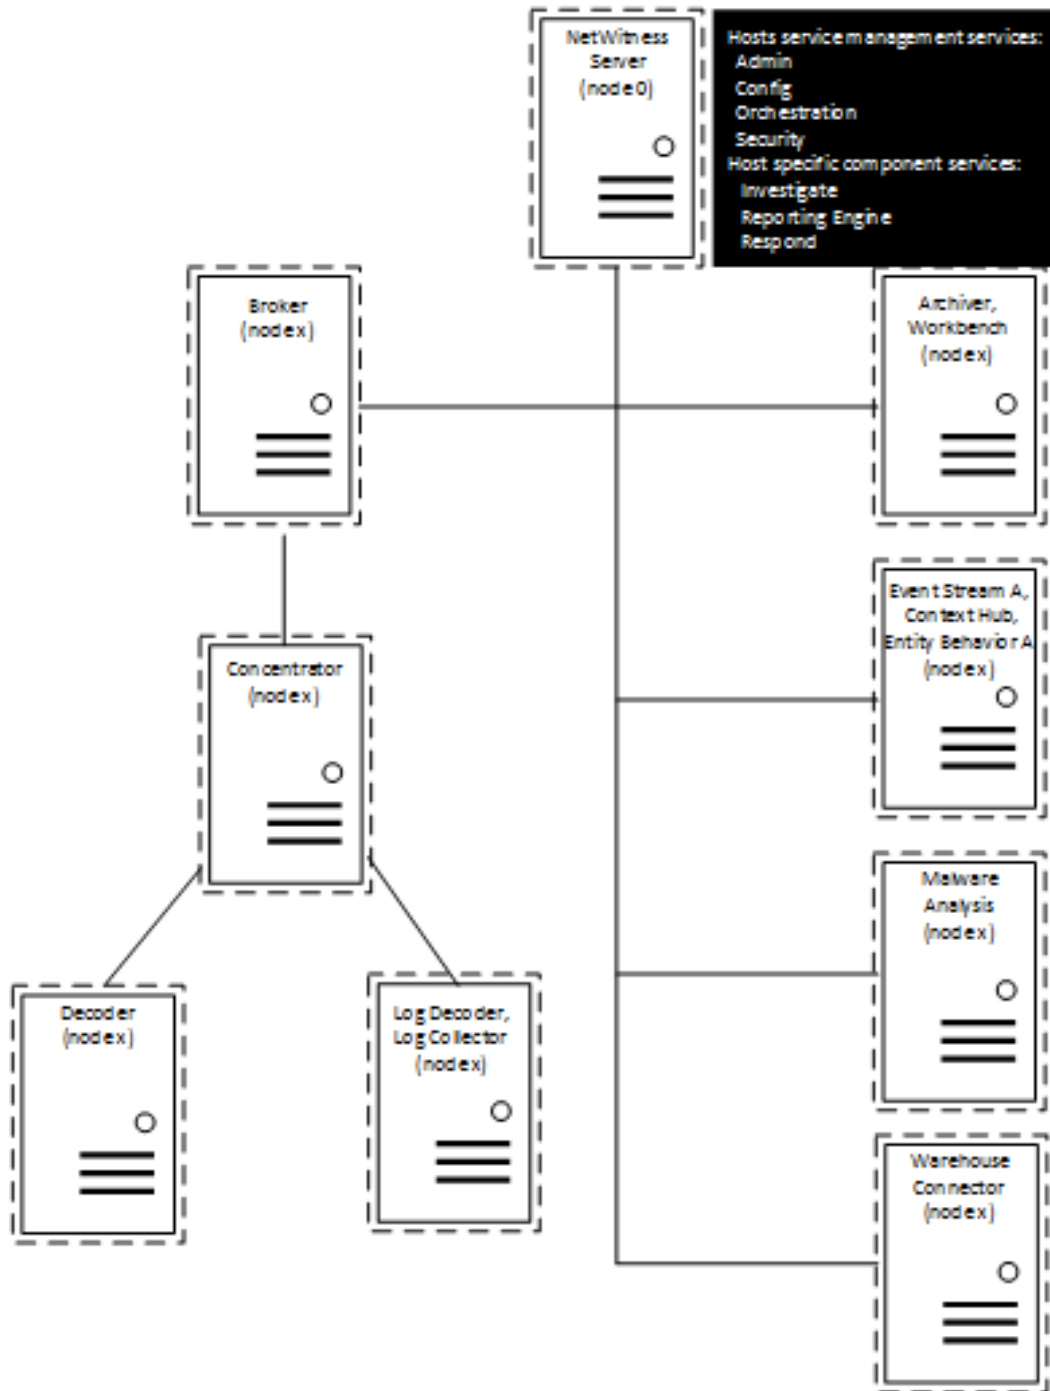 NetWitness
Server
(node0)
Hosts service management services:
Admin
Config
Orchestration
Security
Host specific component services:
Investigate
Reporting Engine
Respond
Broker
(nodex)
Archiver,
Workbench
(nodex)
Event Stream A,
Context Hub,
Entity Behavior A
(nodex)
Concentrator
(nodex)
Malware
Analysis
(nodex)
Decoder
(nodex)
Log Decoder,
Log Collector
(nodex)
Warehouse
Connector
(nodex)